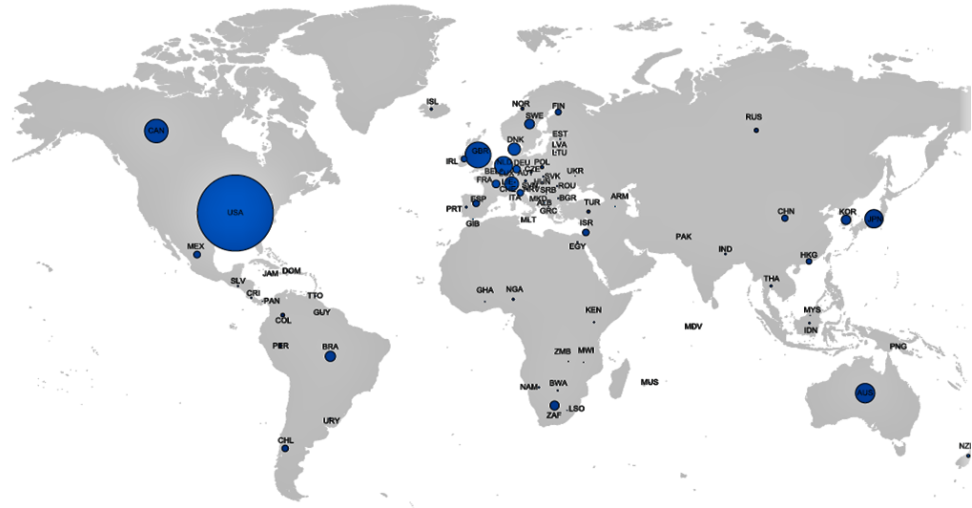 ISL
NOR
FIN
SWE
RUS
CAN
EST
LVA
LTU
DNK
GBR
IRL
NLD
DEU
POL
CZE
UKR
SVK
FRA
ROU
SRB
ITA
MKD
BGR
ALB
ESP
GRC
TUR
ARM
PRT
GIB
MLT
ISR
USA
CHN
KOR
JPN
PAK
EGY
IND
HKG
MEX
THA
SLV
JAM
DOM
CRI
PAN
TTO
GUY
COL
GHA
NGA
KEN
MDV
MYS
IDN
PNG
PER
BRA
ZMB
MWI
NAM
BWA
MUS
AUS
ZAF
LSO
URY
CHL
NZL